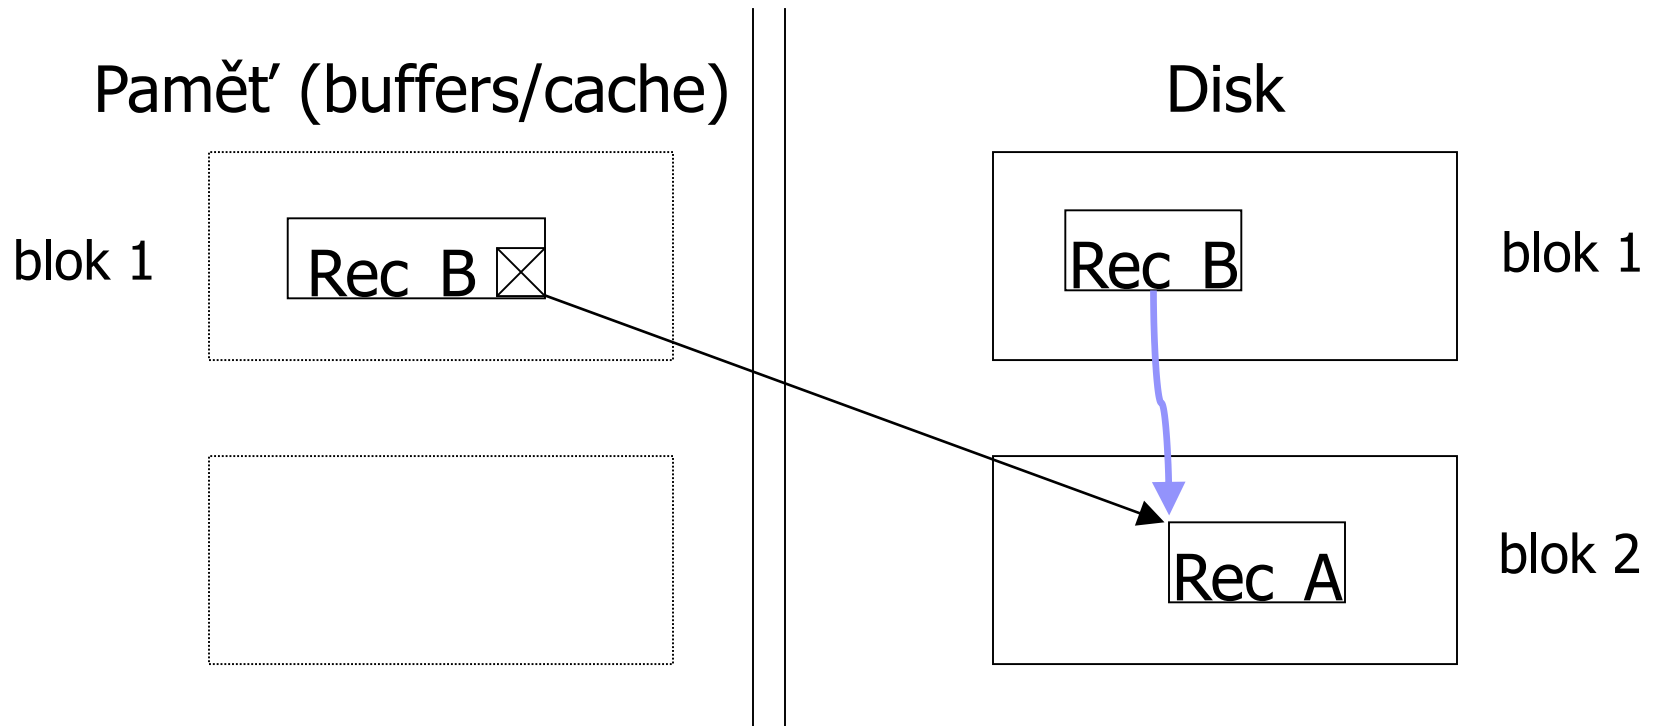 Paměť (buffers/cache)
Disk
blok 1
Rec B
Rec B
blok 1
Rec A
blok 2